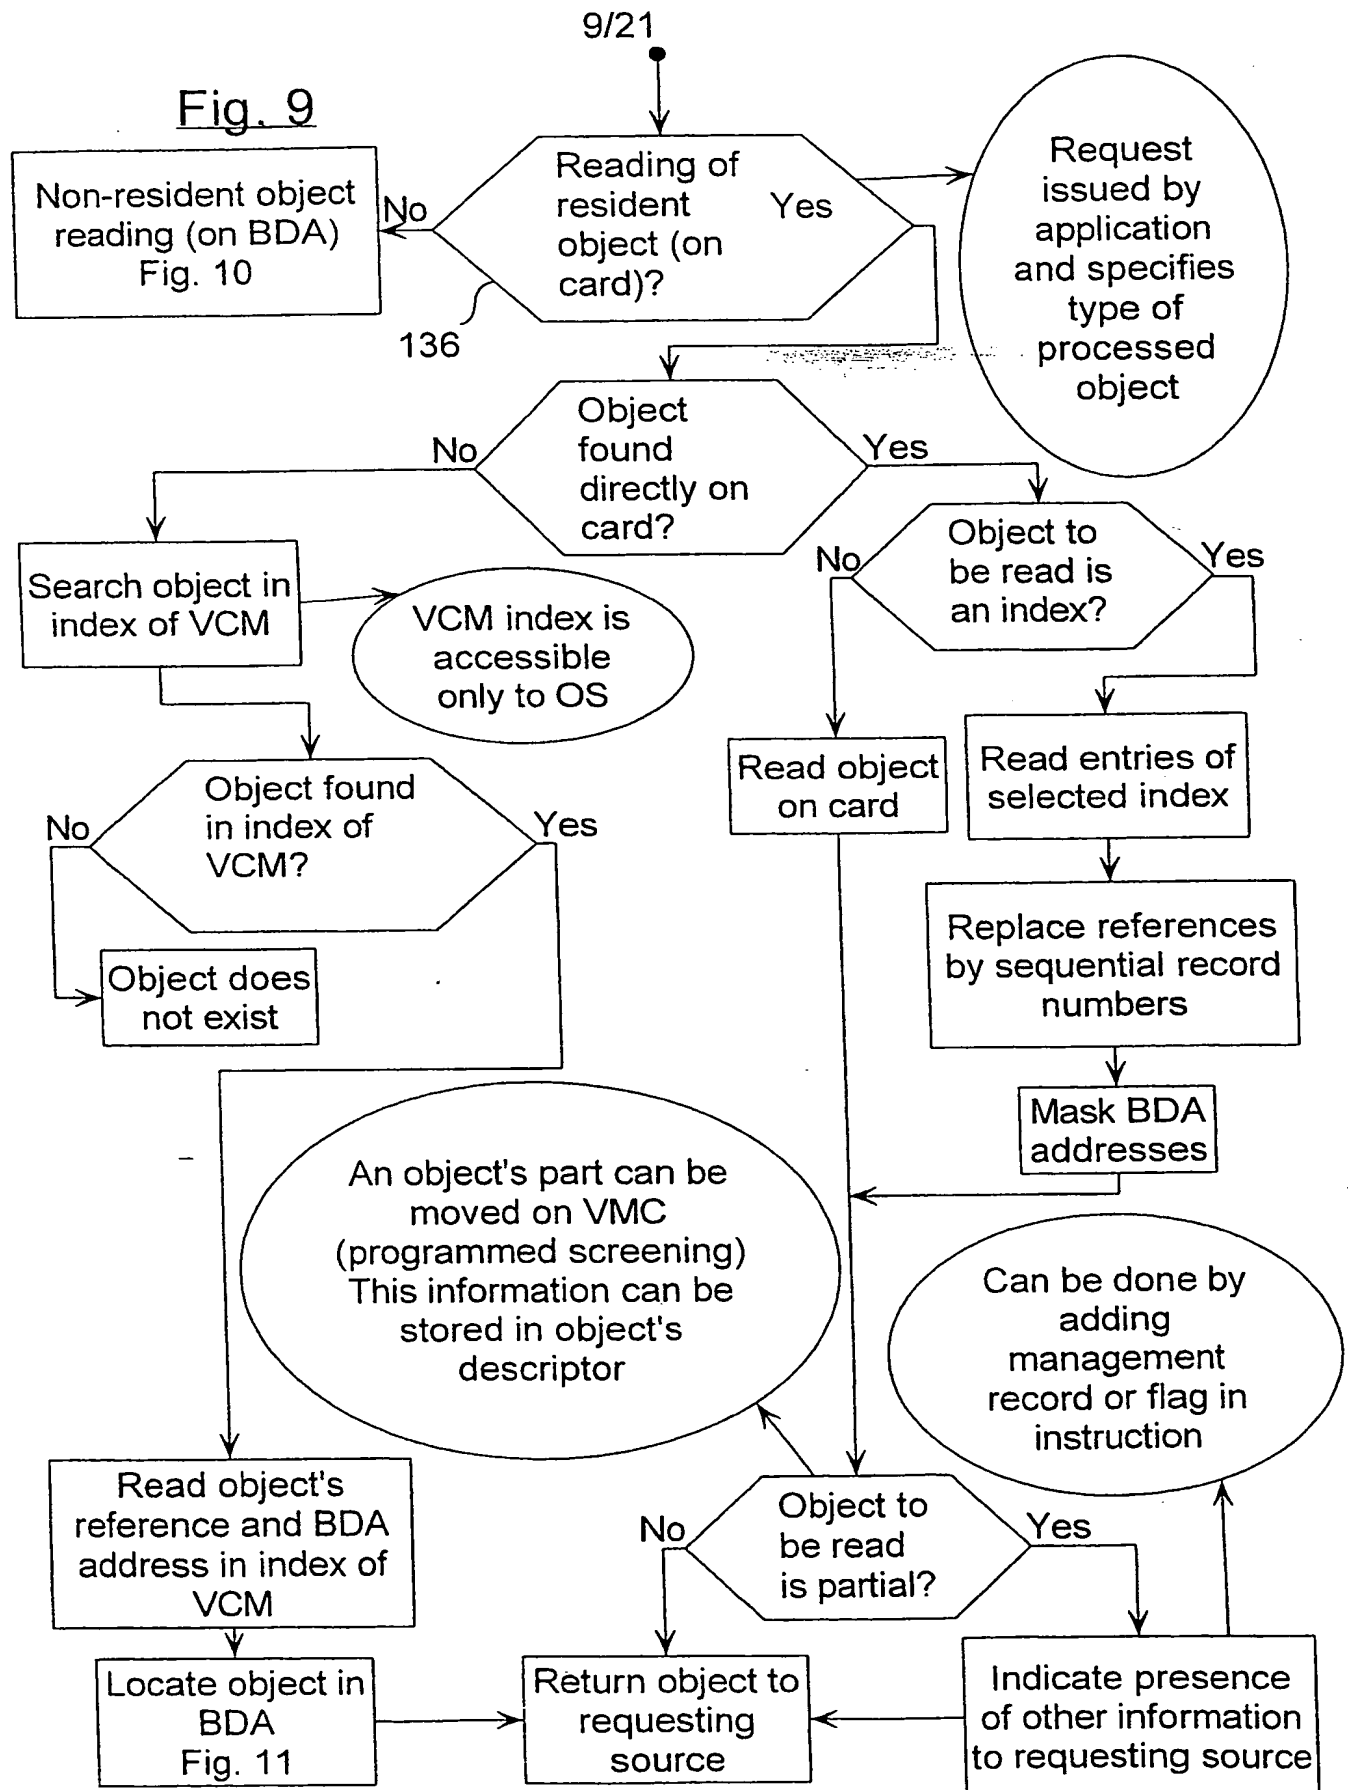 9/21
Fig. 9
Non-resident object
reading (on BDA)
Fig. 10
No
Reading of
resident
object (on
card)?
Yes
136
Request
issued by
application
and specifies
type of
processed
object
Object
found
directly on
card?
No
Yes
Search object in
index of VCM
VCM index is
accessible
only to OS
Object to
be read is
an index?
No
Yes
Read object
on card
Read entries of
selected index
Object found
in index of
VCM?
No
Yes
Object does
not exist
Replace references
by sequential record
numbers
Mask BDA
addresses
An object's part can be
moved on VMC
(programmed screening)
This information can be
stored in object's
descriptor
Can be done by
adding
management
record or flag in
instruction
Read object's
reference and BDA
address in index of
VCM
Object to
be read
is partial?
No
Yes
Locate object in
BDA
Fig. 11
Return object to
requesting
source
Indicate presence
of other information
to requesting source